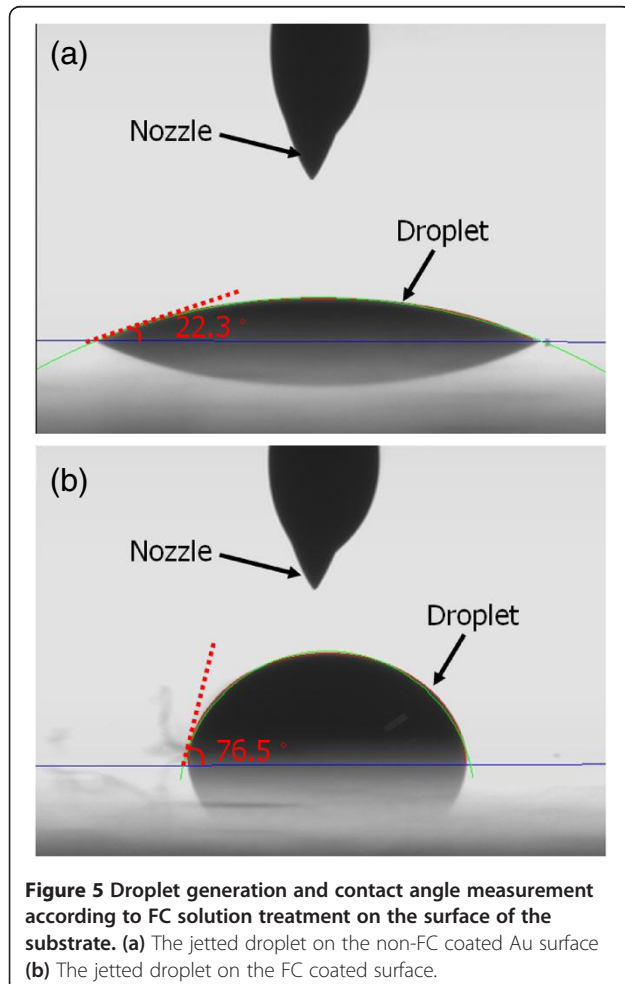 (a)
Nozzle
Droplet
22.3 °
(b)
Nozzle
Droplet
76.5 °
Figure 5 Droplet generation and contact angle measurement
according to FC solution treatment on the surface of the
substrate. (a) The jetted droplet on the non-FC coated Au surface
(b) The jetted droplet on the FC coated surface.